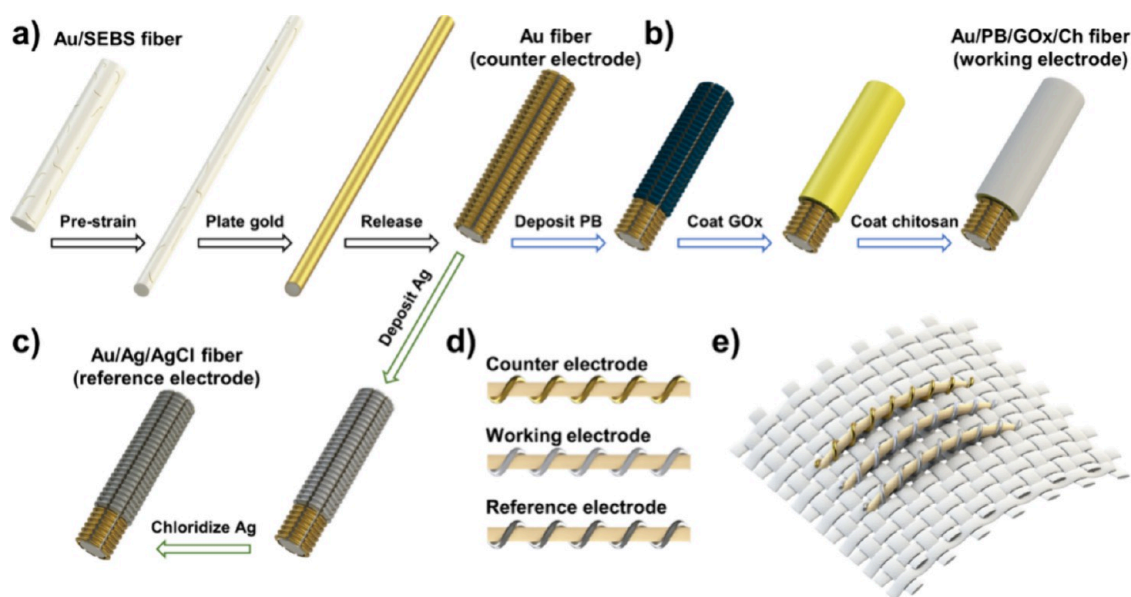 a)
Au/SEBS fiber
Au fiber
(counter electrode)
b)
Au/PB/GOx/Ch fiber
(working electrode)
Pre-strain
Plate gold
Release
Deposit PB
Coat GOx
Coat chitosan
Deposit Ag
c)
Au/Ag/AgCl fiber
(reference electrode)
Chloridize Ag
d)
Counter electrode
Working electrode
Reference electrode
e)